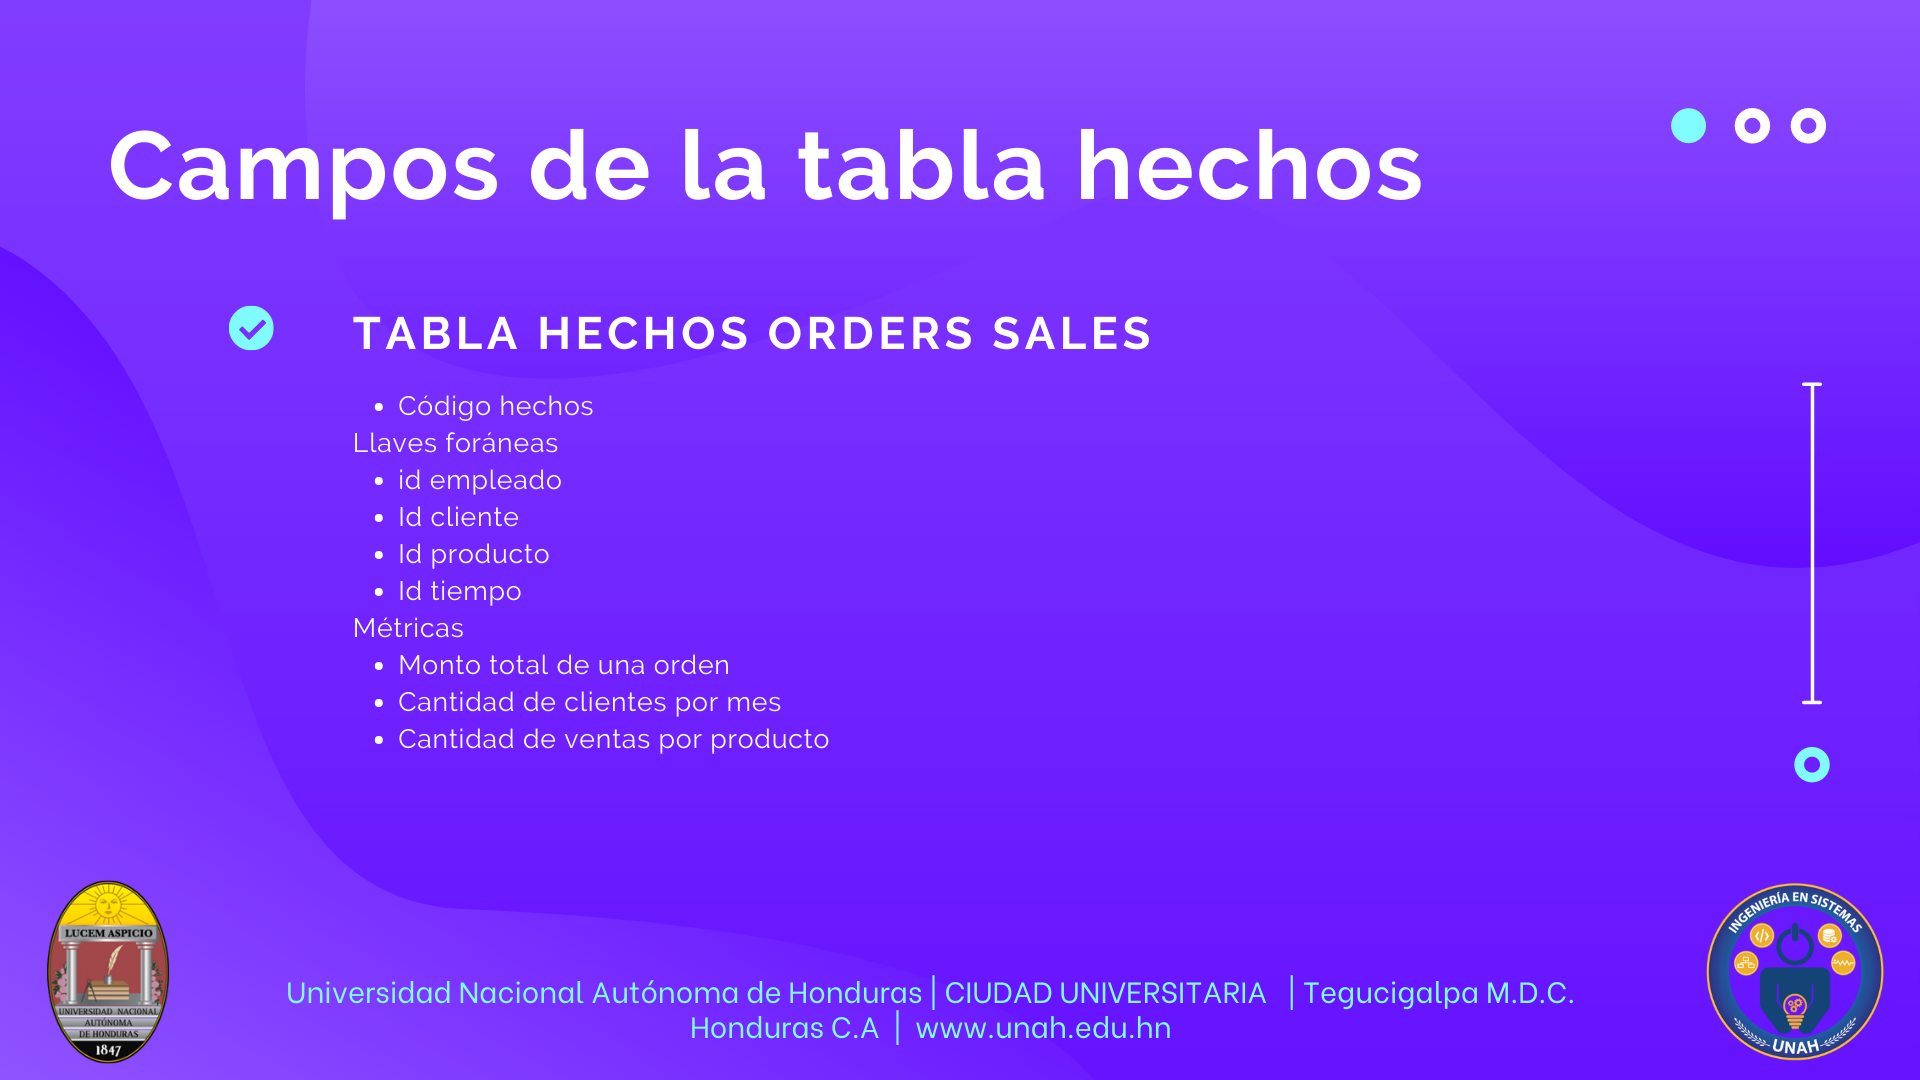 Campos de la tabla hechos
TABLA HECHOS ORDERS SALES
• Código hechos
Llaves foráneas
• id empleado
• Id cliente
• Id producto
• Id tiempo
Métricas
• Monto total de una orden
• Cantidad de clientes por mes
• Cantidad de ventas por producto
LUCEM ASPICIO
UNIVERSIDAD NACIONAL
AUTÓNOMA
DE HONDURAS
1847
Universidad Nacional Autónoma de Honduras | CIUDAD UNIVERSITARIA | Tegucigalpa M.D.C.
Honduras C.A | www.unah.edu.hn
INGENIERÍA EN SISTEMAS
UNAH